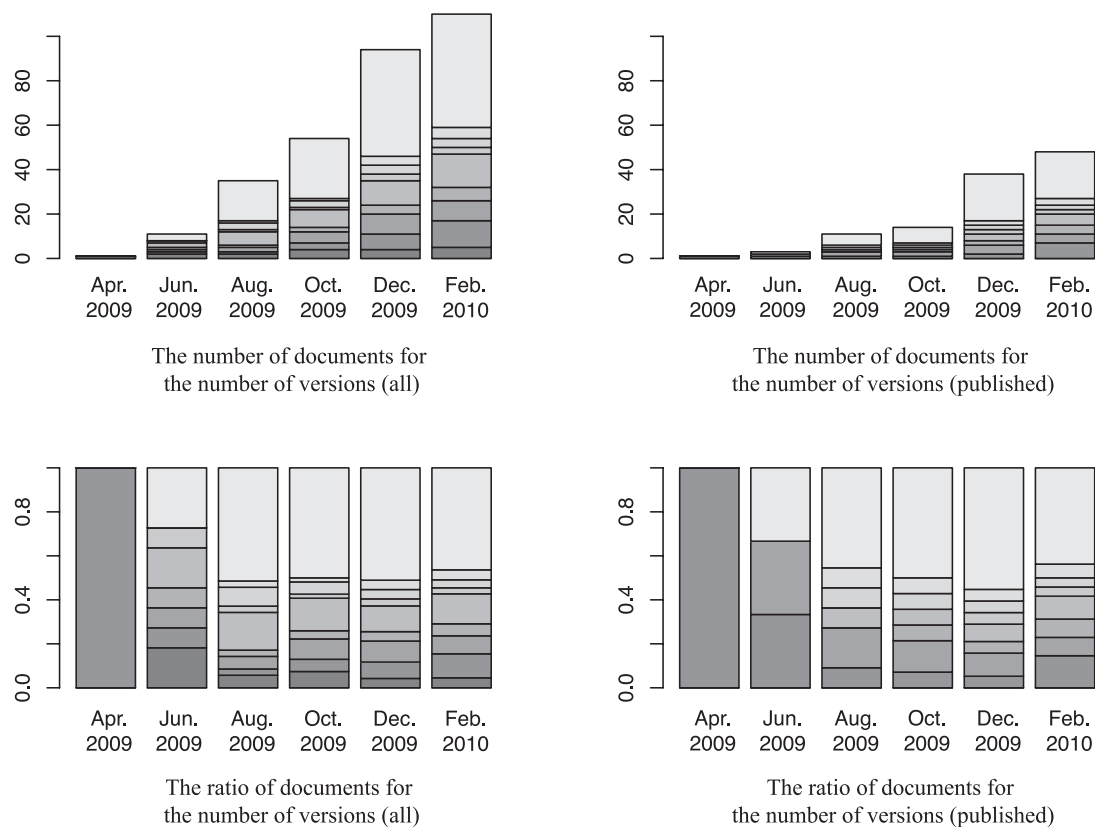 80
60
40
20
0
Apr. Jun. Aug. Oct. Dec. Feb.
2009 2009 2009 2009 2009 2010
The number of documents for
the number of versions (all)
80
60
40
20
0
Apr. Jun. Aug. Oct. Dec. Feb.
2009 2009 2009 2009 2009 2010
The number of documents for
the number of versions (published)
0.8
0.4
0.0
Apr. Jun. Aug. Oct. Dec. Feb.
2009 2009 2009 2009 2009 2010
The ratio of documents for
the number of versions (all)
0.8
0.4
0.0
Apr. Jun. Aug. Oct. Dec. Feb.
2009 2009 2009 2009 2009 2010
The ratio of documents for
the number of versions (published)